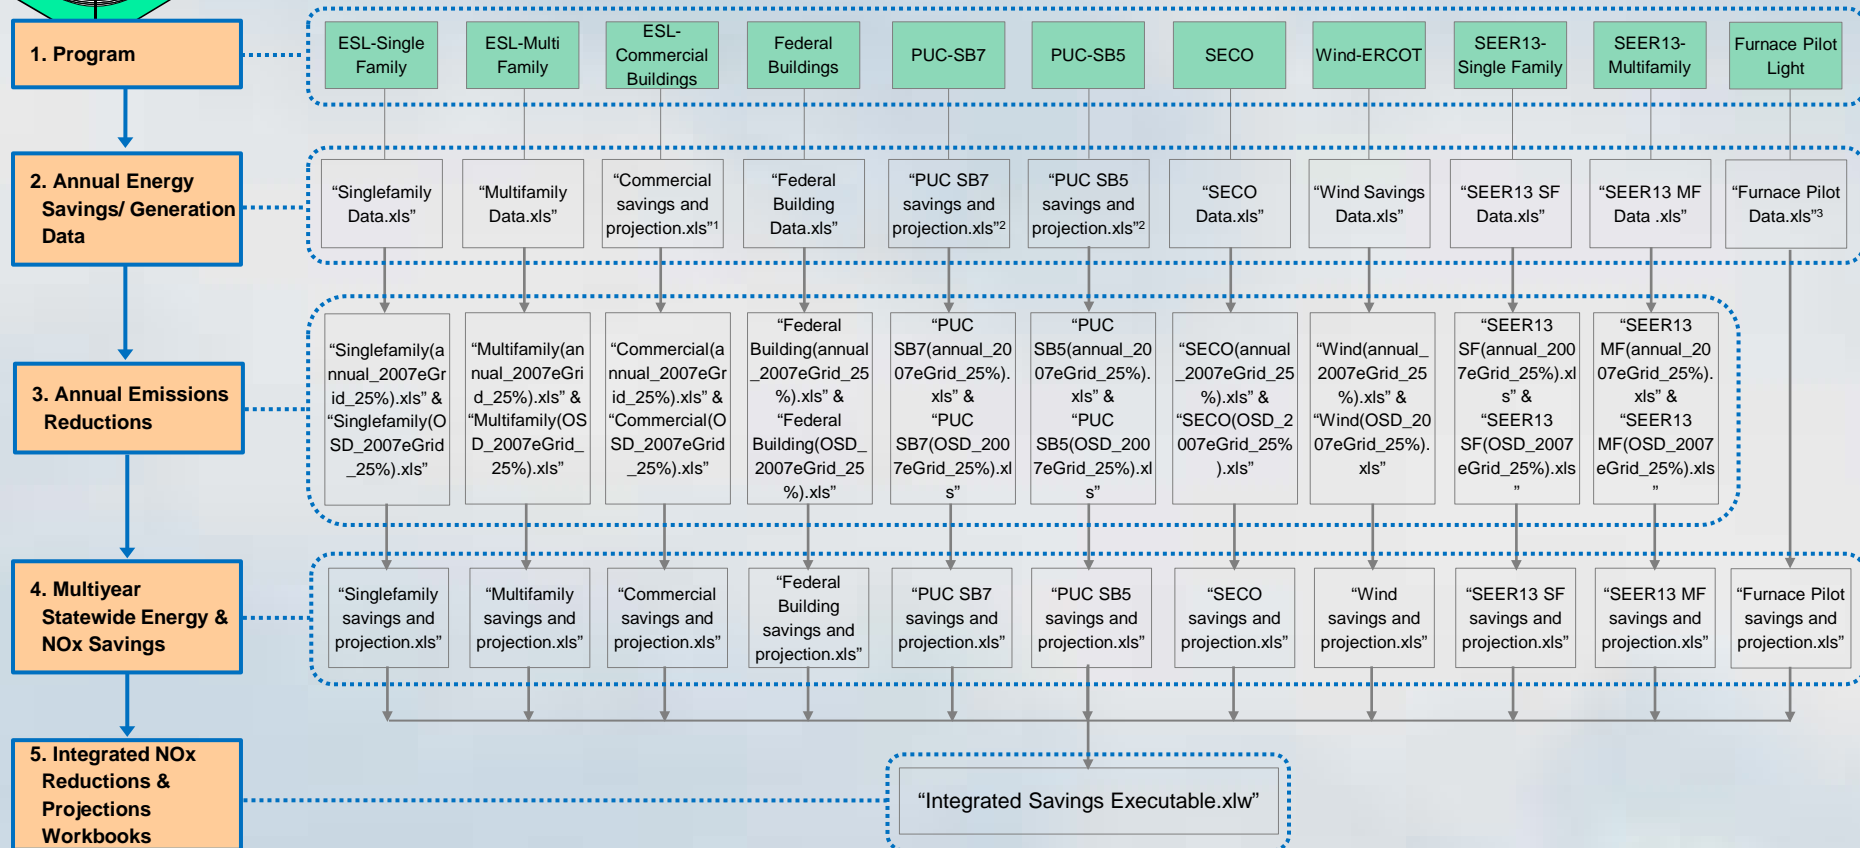 1. Program
ESL-Single
Family
ESL-Multi
Family
ESL-
Commercial
Buildings
Federal
Buildings
PUC-SB7
PUC-SB5
SECO
Wind-ERCOT
SEER13-
Single Family
SEER13-
Multifamily
Furnace Pilot
Light
2. Annual Energy
Savings/ Generation
Data
“Singlefamily
Data.xls”
“Multifamily
Data.xls”
“Commercial
savings and
projection.xls”1
“Federal
Building
Data.xls”
“PUC SB7
savings and
projection.xls”2
“PUC SB5
savings and
projection.xls”2
“SECO
Data.xls”
“Wind Savings
Data.xls”
“SEER13 SF
Data.xls”
“SEER13 MF
Data .xls”
“Furnace Pilot
Data.xls”3
3. Annual Emissions
Reductions
“Singlefamily(a
nnual_2007eGr
id_25%).xls” &
“Singlefamily(O
SD_2007eGrid
_25%).xls”
“Multifamily(an
nual_2007eGri
d_25%).xls” &
“Multifamily(OS
D_2007eGrid_
25%).xls”
“Commercial(a
nnual_2007eGr
id_25%).xls” &
“Commercial(O
SD_2007eGrid
_25%).xls”
“Federal
Building(annual
_2007eGrid_25
%).xls” &
“Federal
Building(OSD_
2007eGrid_25
%).xls”
“PUC
SB7(annual_20
07eGrid_25%).
xls” &
“PUC
SB7(OSD_200
7eGrid_25%).xl
s”
“PUC
SB5(annual_20
07eGrid_25%).
xls” &
“PUC
SB5(OSD_200
7eGrid_25%).xl
s”
“SECO(annual
_2007eGrid_25
%).xls” &
“SECO(OSD_2
007eGrid_25%
).xls”
“Wind(annual_
2007eGrid_25
%).xls” &
“Wind(OSD_20
07eGrid_25%).
xls”
“SEER13
SF(annual_200
7eGrid_25%).xl
s” &
“SEER13
SF(OSD_2007
eGrid_25%).xls
”
“SEER13
MF(annual_20
07eGrid_25%).
xls” &
“SEER13
MF(OSD_2007
eGrid_25%).xls
”
4. Multiyear
Statewide Energy &
NOx Savings
“Singlefamily
savings and
projection.xls”
“Multifamily
savings and
projection.xls”
“Commercial
savings and
projection.xls”
“Federal
Building
savings and
projection.xls”
“PUC SB7
savings and
projection.xls”
“PUC SB5
savings and
projection.xls”
“SECO
savings and
projection.xls”
“Wind
savings and
projection.xls”
“SEER13 SF
savings and
projection.xls”
“SEER13 MF
savings and
projection.xls”
“Furnace Pilot
savings and
projection.xls”
5. Integrated NOx
Reductions &
Projections
Workbooks
“Integrated Savings Executable.xlw”